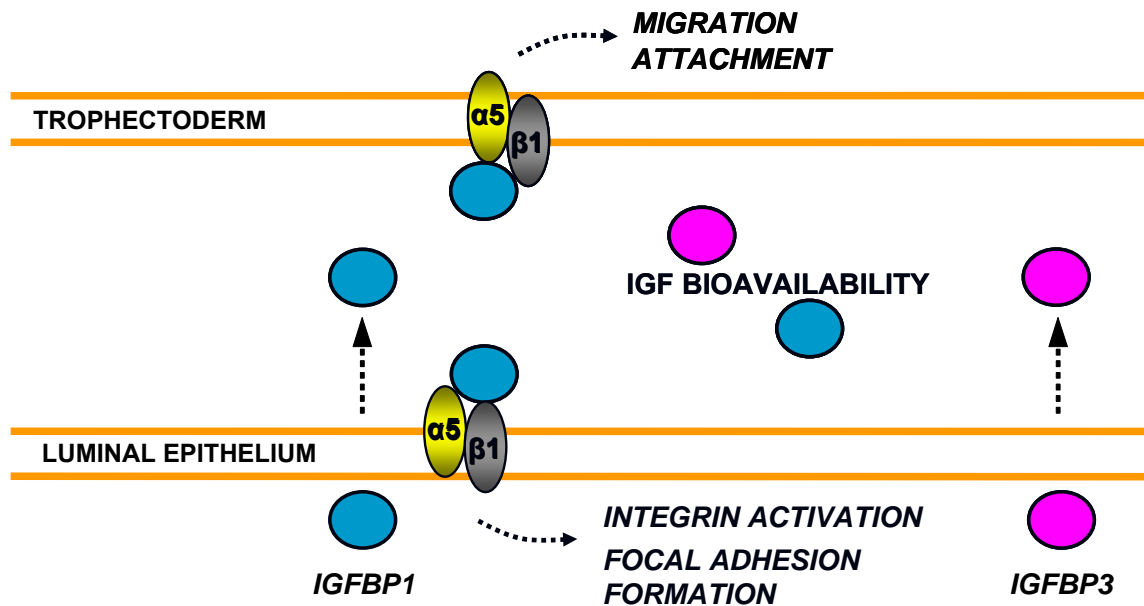 MIGRATION
ATTACHMENT
α5
TROPHECTODERM
β1
IGF BIOAVAILABILITY
α5
β1
LUMINAL EPITHELIUM
INTEGRIN ACTIVATION
FOCAL ADHESION
FORMATION
IGFBP1
IGFBP3